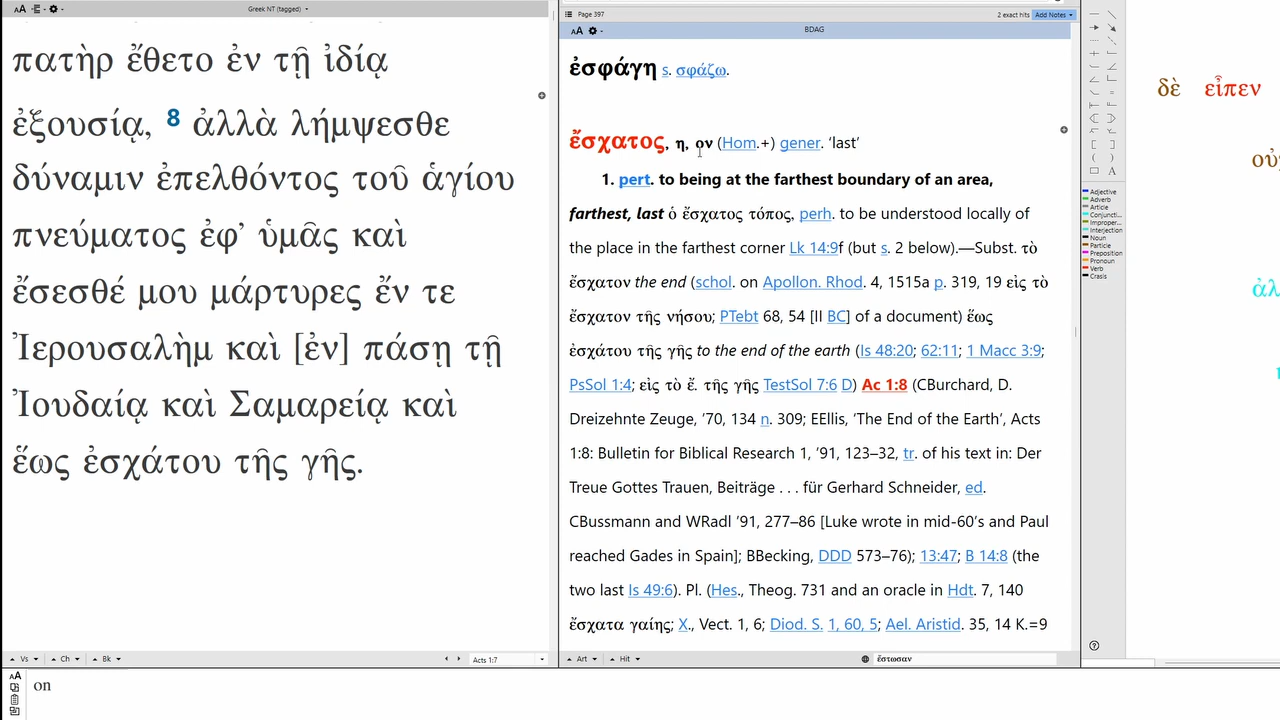 Greek NT (tagged)
πατὴρ ἔθετο ἐν τῇ ἰδίᾳ
ἐξουσίᾳ, 8 ἀλλὰ λήμψεσθε
δύναμιν ἐπελθόντος τοῦ ἁγίου
πνεύματος ἐφ’ ὑμᾶς καὶ
ἔσεσθέ μου μάρτυρες ἔν τε
Ἰερουσαλὴμ καὶ [ἐν] πάσῃ τῇ
Ἰουδαίᾳ καὶ Σαμαρείᾳ καὶ
ἕως ἐσχάτου τῆς γῆς.
Vs Ch Bk Acts 1:7
on
Page 397 2 exact hits Add Notes
BDAG
ἐσφάγη s. σφάζω.
ἔσχατος, η, ον (Hom.+) gener. ‘last’
1. pert. to being at the farthest boundary of an area,
farthest, last ὁ ἔσχατος τόπος, perh. to be understood locally of
the place in the farthest corner Lk 14:9f (but s. 2 below).—Subst. τὸ
ἔσχατον the end (schol. on Apollon. Rhod. 4, 1515a p. 319, 19 εἰς τὸ
ἔσχατον τῆς νήσου; PTebt 68, 54 [II BC] of a document) ἕως
ἐσχάτου τῆς γῆς to the end of the earth (Is 48:20; 62:11; 1 Macc 3:9;
PsSol 1:4; εἰς τὸ ἔ. τῆς γῆς TestSol 7:6 D) Ac 1:8 (CBurchard, D.
Dreizehnte Zeuge, ’70, 134 n. 309; EEllis, ‘The End of the Earth’, Acts
1:8: Bulletin for Biblical Research 1, ’91, 123–32, tr. of his text in: Der
Treue Gottes Trauen, Beiträge . . . für Gerhard Schneider, ed.
CBussmann and WRadl ’91, 277–86 [Luke wrote in mid-60’s and Paul
reached Gades in Spain]; BBecking, DDD 573–76); 13:47; B 14:8 (the
two last Is 49:6). Pl. (Hes., Theog. 731 and an oracle in Hdt. 7, 140
ἔσχατα γαίης; X., Vect. 1, 6; Diod. S. 1, 60, 5; Ael. Aristid. 35, 14 K.=9
Art Hit ἔστωσαν
Adjective
Adverb
Article
Conjuncti...
Improper...
Interjection
Noun
Particle
Preposition
Pronoun
Verb
Crasis
δὲ εἶπεν